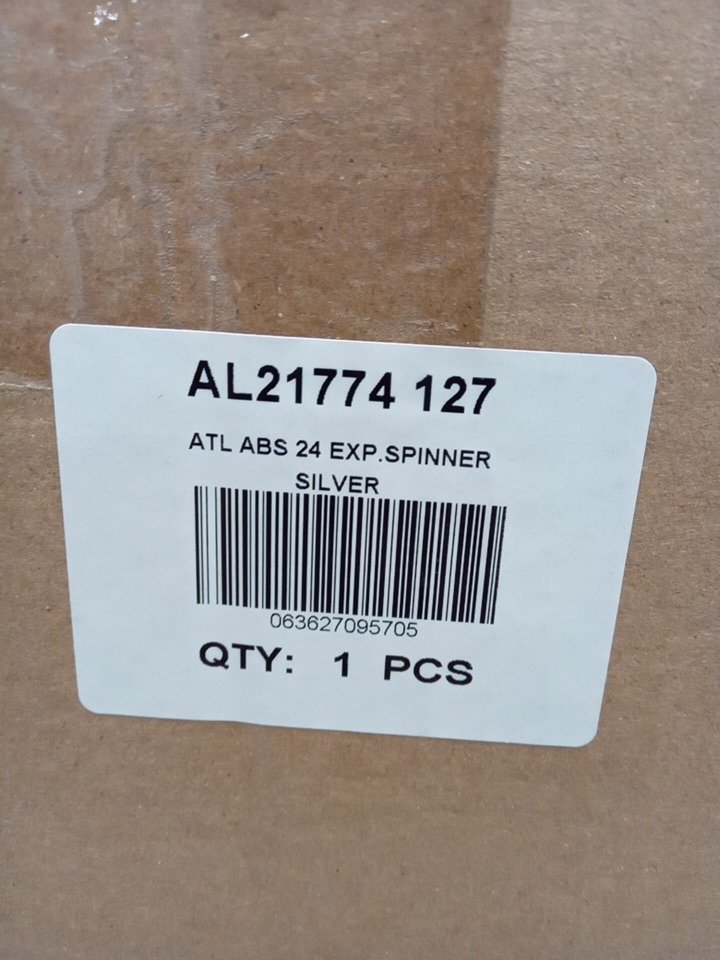 AL21774 127
ATL ABS 24 EXP.SPINNER
SILVER
063627095705
QTY: 1 PCS